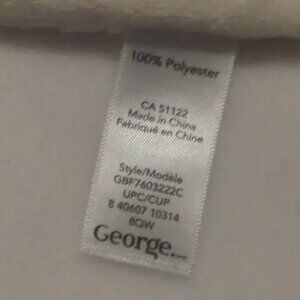 100% Polyester
CA 51122
Made in China
Fabriqué en Chine
Style/Modèle
GBF7603222C
UPC/CUP
8 40607 10314
8QW
George.